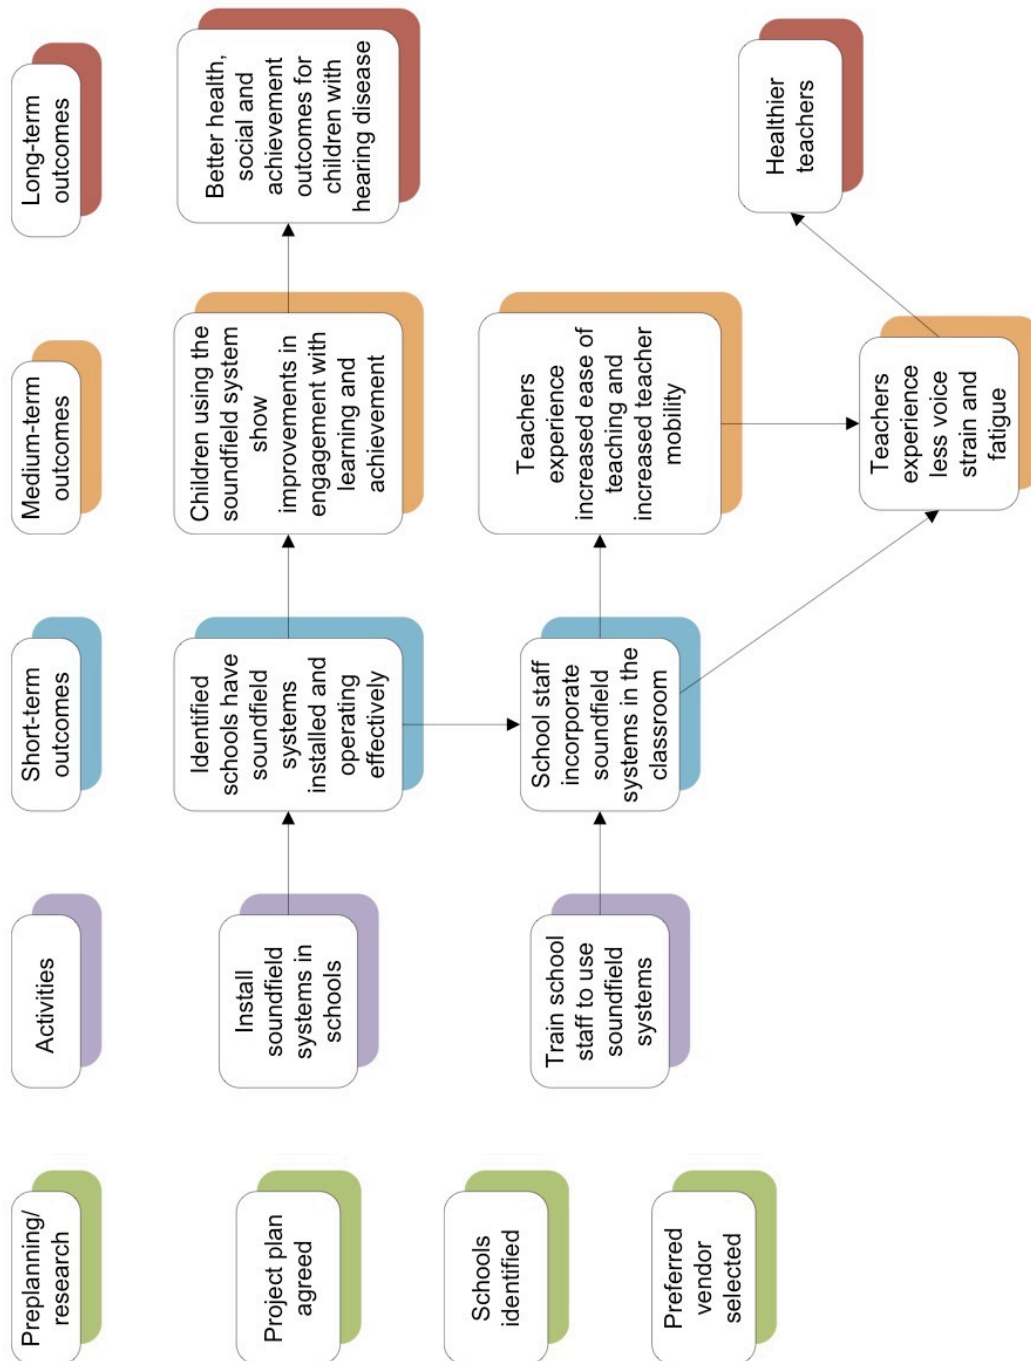 Preplanning/
research
Activities
Short-term
outcomes
Medium-term
outcomes
Long-term
outcomes
Project plan
agreed
Install
soundfield
systems in
schools
Identified
schools have
soundfield
systems
installed and
operating
effectively
Children using the
soundfield system
show
improvements in
engagement with
learning and
achievement
Better health,
social and
achievement
outcomes for
children with
hearing disease
Schools
identified
Train school
staff to use
soundfield
systems
School staff
incorporate
soundfield
systems in the
classroom
Teachers
experience
increased ease of
teaching and
increased teacher
mobility
Preferred
vendor
selected
Teachers
experience
less voice
strain and
fatigue
Healthier
teachers